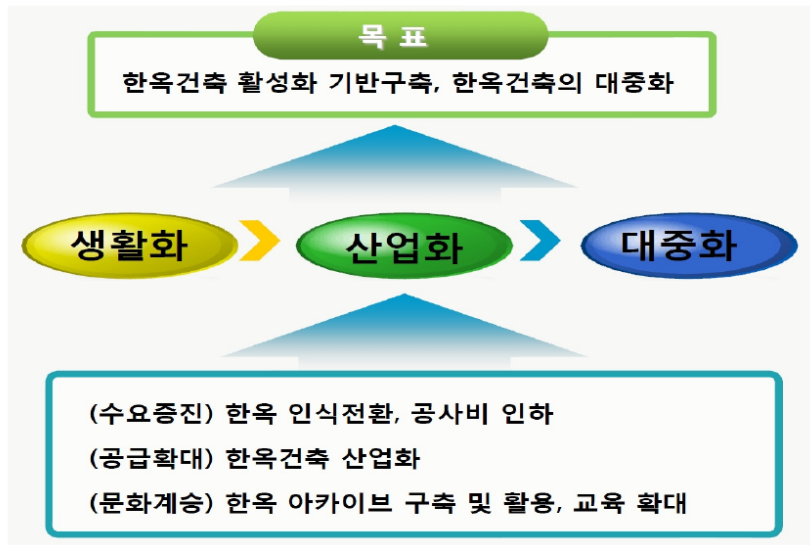 목 표
한옥건축 활성화 기반구축, 한옥건축의 대중화
생활화
산업화
대중화
(수요증진) 한옥 인식전환, 공사비 인하
(공급확대) 한옥건축 산업화
(문화계승) 한옥 아카이브 구축 및 활용, 교육 확대